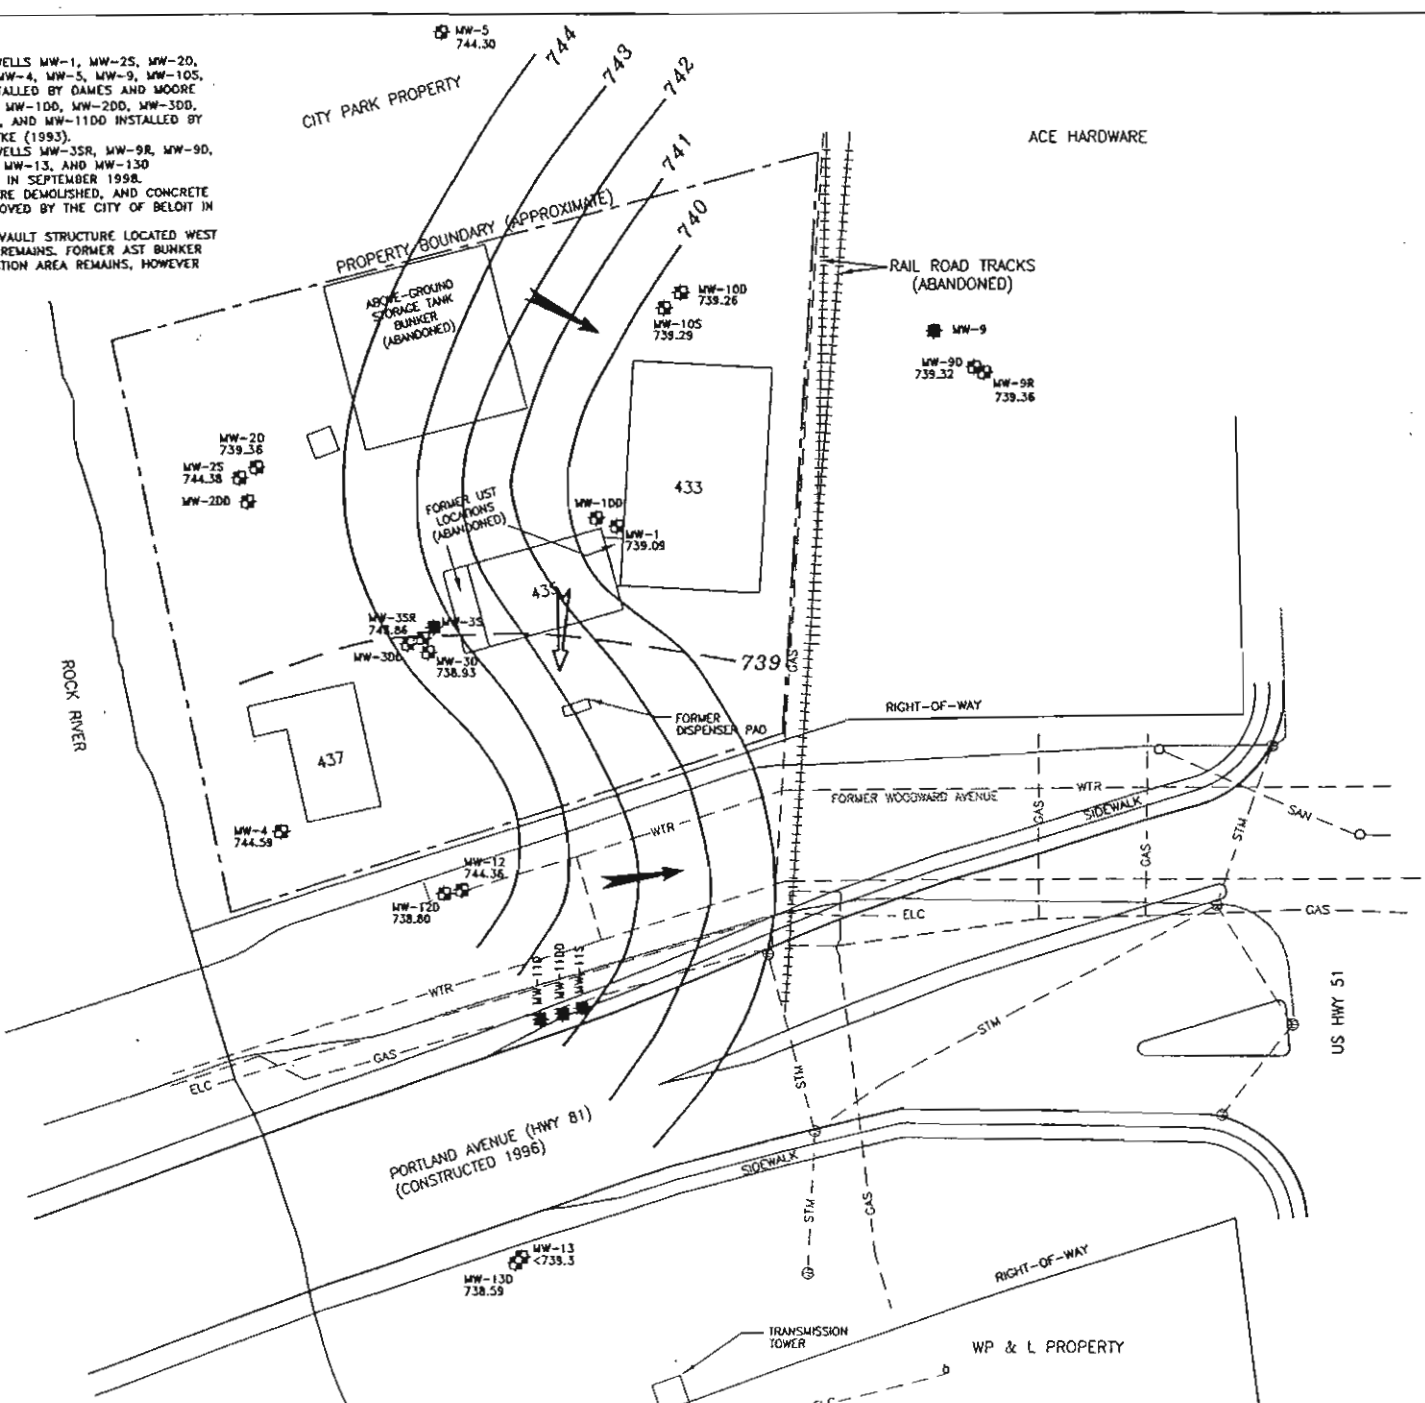 ELLS MW-1, MW-2S, MW-2D,
MW-4, MW-5, MW-9, MW-10S,
TALLED BY DAMES AND MOORE
MW-1DD, MW-2DD, MW-3DD,
, AND MW-11DD INSTALLED BY
KE (1993).
ELLS MW-3SR, MW-9R, MW-9D,
MW-13, AND MW-13D
IN SEPTEMBER 1998.
RE DEMOLISHED, AND CONCRETE
OVED BY THE CITY OF BELOIT IN
VAULT STRUCTURE LOCATED WEST
REMAINS. FORMER AST BUNKER
TION AREA REMAINS, HOWEVER
MW-5
744.30
744
743
742
741
740
CITY PARK PROPERTY
ACE HARDWARE
PROPERTY BOUNDARY (APPROXIMATE)
ABOVE-GROUND
STORAGE TANK
BUNKER
(ABANDONED)
MW-10D
739.26
MW-10S
739.29
RAIL ROAD TRACKS
(ABANDONED)
MW-9
MW-9D
739.32
MW-9R
739.36
MW-2D
739.36
MW-2S
744.38
MW-2DD
FORMER UST
LOCATIONS
(ABANDONED)
MW-1DD
MW-1
739.09
433
435
MW-3SR
MW-3S
MW-3DD
MW-3D
738.93
739
GAS
ROCK RIVER
437
FORMER
DISPENSER PAD
RIGHT-OF-WAY
MW-4
744.59
WTR
FORMER WOODWARD AVENUE
WTR
SIDEWALK
GAS
GAS
STM
SAN
MW-12
744.36
MW-12D
738.80
ELC
GAS
MW-11D
MW-11DD
MW-11S
WTR
GAS
ELC
STM
STM
US HWY 51
PORTLAND AVENUE (HWY 81)
(CONSTRUCTED 1996)
SIDEWALK
STM
GAS
MW-13
<739.3
MW-13D
738.59
RIGHT-OF-WAY
TRANSMISSION
TOWER
WP & L PROPERTY